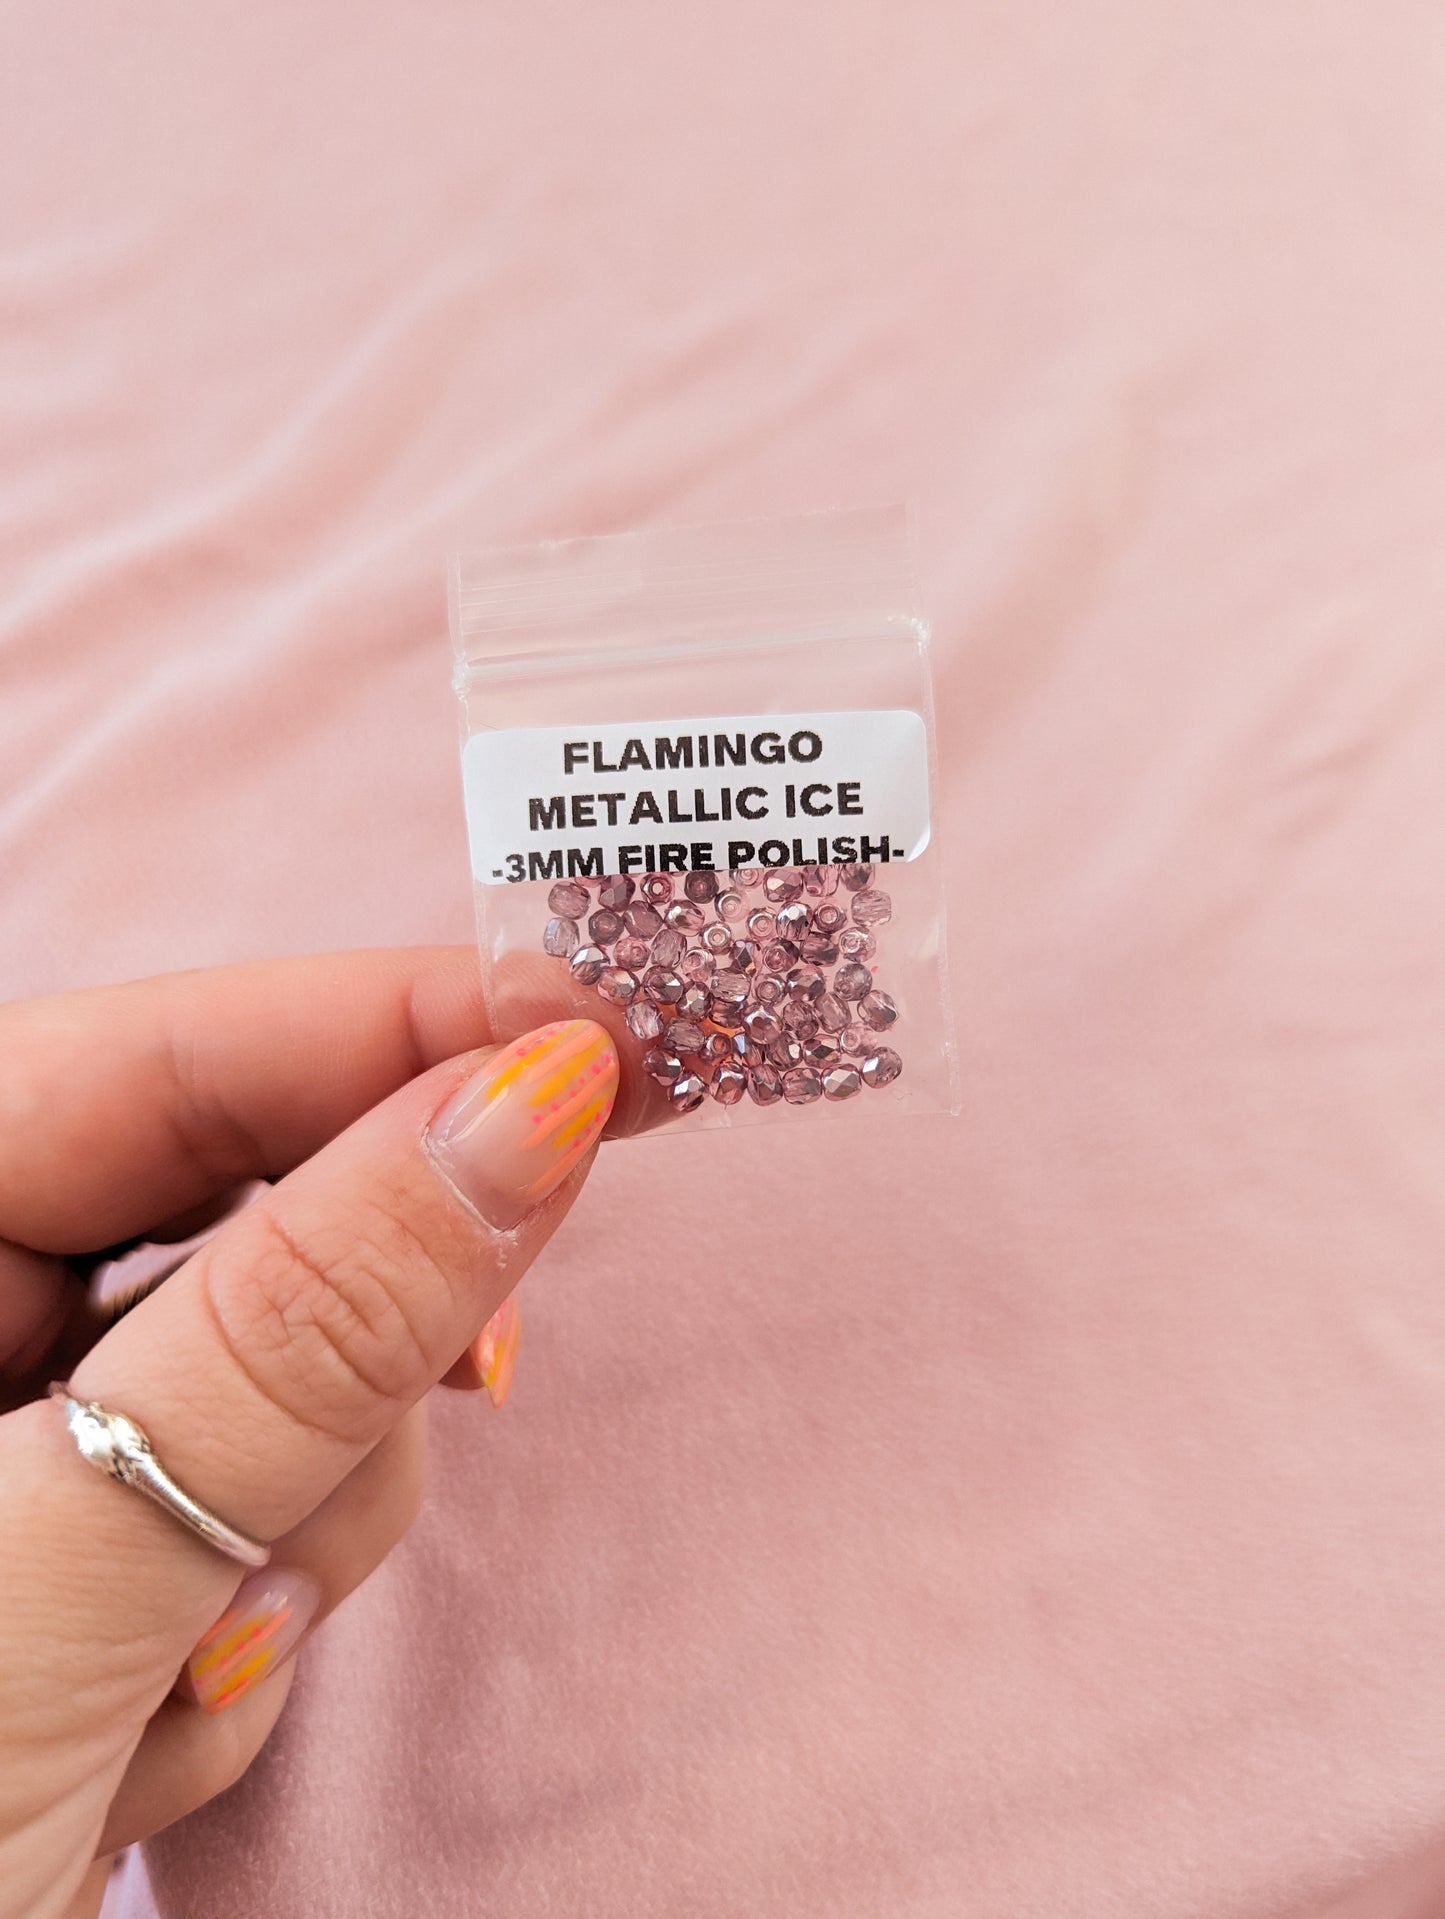 FLAMINGO
METALLIC ICE
-3MM FIRE POLISH-